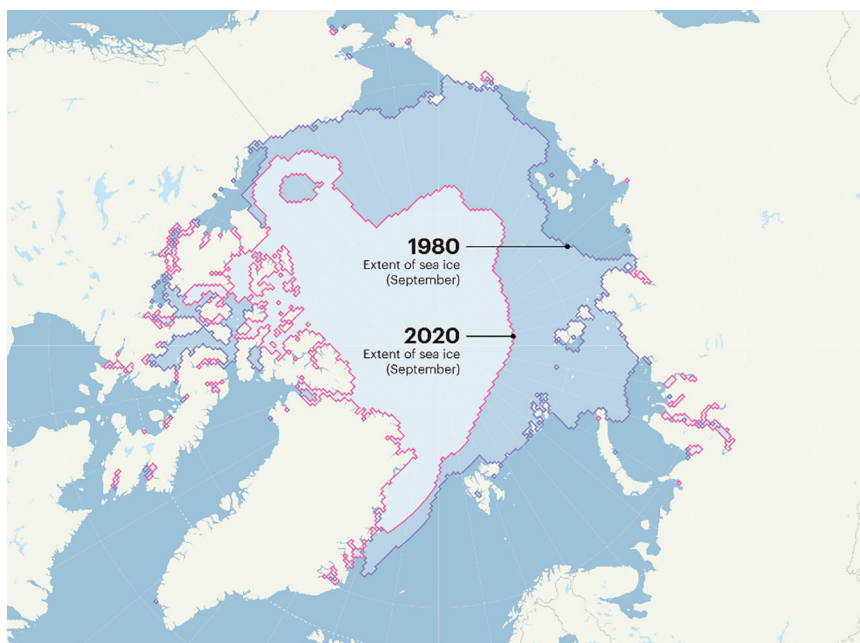 1980
Extent of sea ice
(September)
2020
Extent of sea ice
(September)